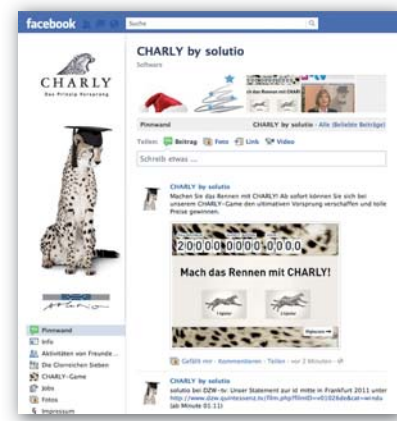 facebook
Suche
CHARLY by solutio
Software
CHARLY
Das Prinzip Vorsprung
Pinnwand
CHARLY by solutio · Alle (Beliebte Beiträge)
Teilen: Beitrag Foto Link Video
Schreib etwas ...
CHARLY by solutio
Machen Sie das Rennen mit CHARLY! Ab sofort können Sie sich bei
unserem CHARLY-Game den ultimativen Vorsprung verschaffen und tolle
Preise gewinnen.
Mach das Rennen mit CHARLY!
1 Spieler
2 Spieler
Gefällt mir · Kommentieren · Teilen · vor 2 Minuten
solutio
Pinnwand
Info
Aktivitäten von Freunde...
Die Glorreichen Sieben
CHARLY-Game
Jobs
Fotos
Impressum
CHARLY by solutio
solutio bei DZW-tv: Unser Statement zur id mitte in Frankfurt 2011 unter
(ab Minute 01:11)